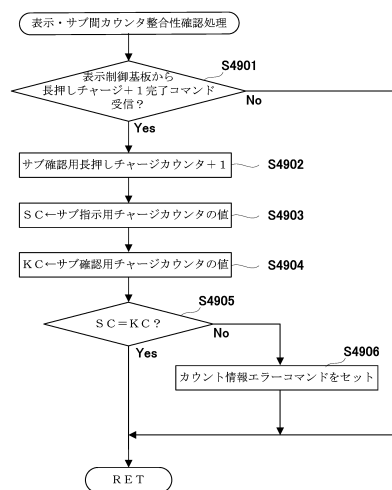 表示・サブ間カウンタ整合性確認処理
S4901
表示制御基板から
長押しチャージ＋１完了コマンド
受信？
No
Yes
サブ確認用長押しチャージカウンタ＋１
S4902
ＳＣ←サブ指示用チャージカウンタの値
S4903
ＫＣ←サブ確認用チャージカウンタの値
S4904
S4905
ＳＣ＝ＫＣ？
No
Yes
S4906
カウント情報エラーコマンドをセット
ＲＥＴ